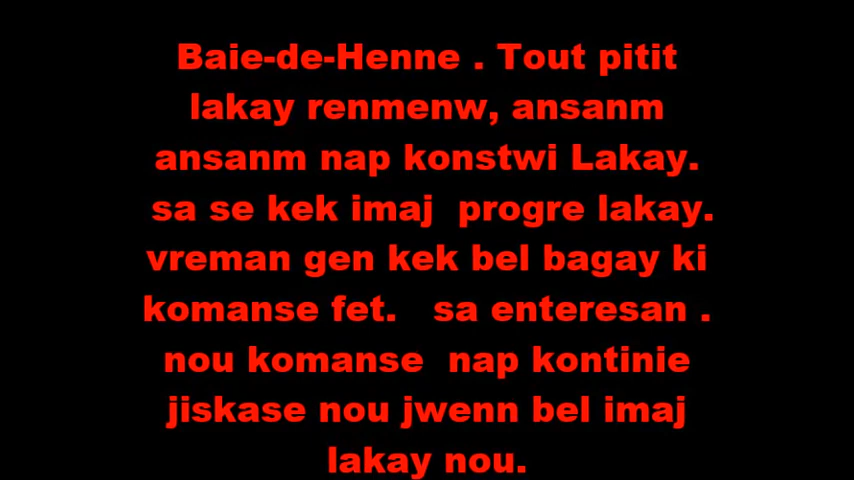 Baie-de-Henne . Tout pitit
lakay renmenw, ansanm
ansanm nap konstwi Lakay.
sa se kek imaj  progre lakay.
vreman gen kek bel bagay ki
komanse fet.   sa enteresan .
nou komanse  nap kontinie
jiskase nou jwenn bel imaj
lakay nou.